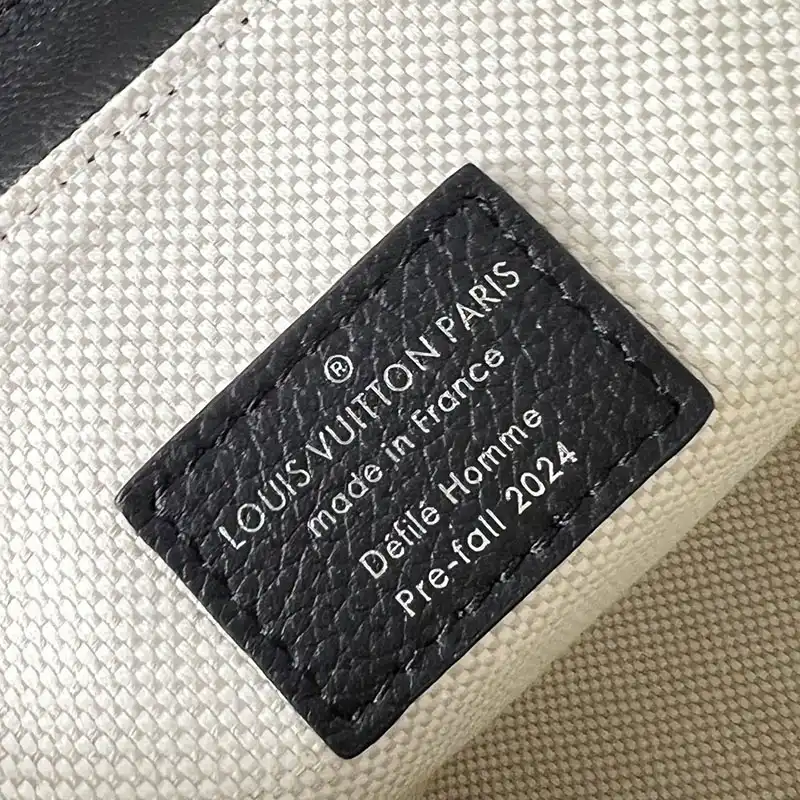 ®
LOUIS VUITTON PARIS
made in France
Défilé Homme
Pre-fall 2024